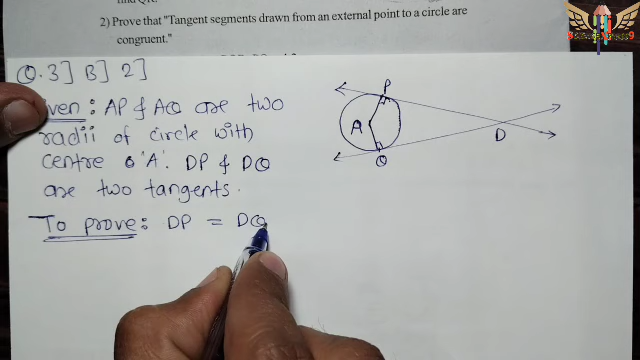 2) Prove that "Tangent segments drawn from an external point to a circle are
congruent."
Q.3] B] 2]
: AP & AQ are two
radii of circle with
centre 'A'. DP & DQ
are two tangents.
To prove: DP = DQ
P
A
Q
D